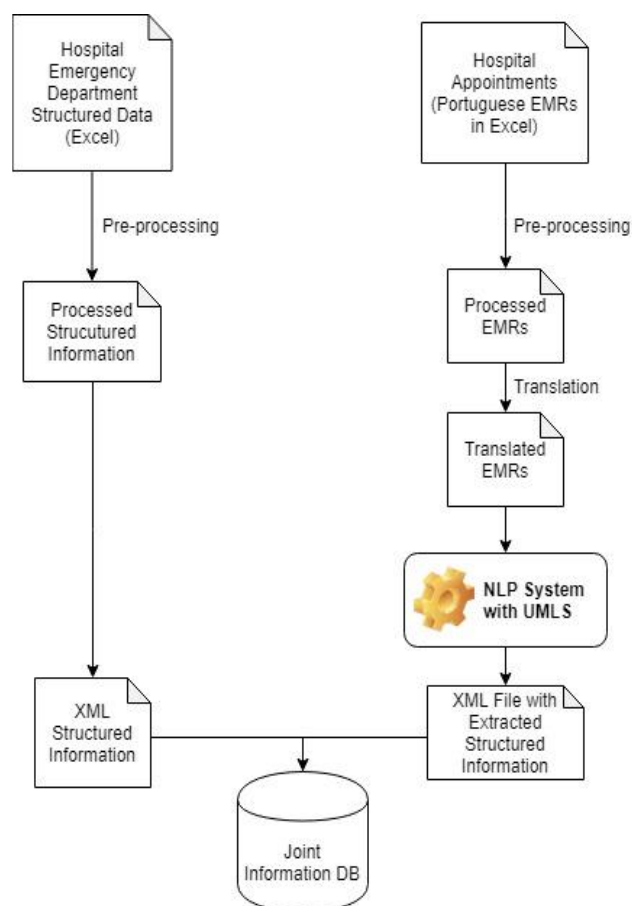 Hospital
Emergency
Department
Structured Data
(Excel)
Hospital
Appointments
(Portuguese EMRs
in Excel)
Pre-processing
Pre-processing
Processed
Strucutured
Information
Processed
EMRs
Translation
Translated
EMRs
NLP System
with UMLS
XML
Structured
Information
XML File with
Extracted
Structured
Information
Joint
Information DB